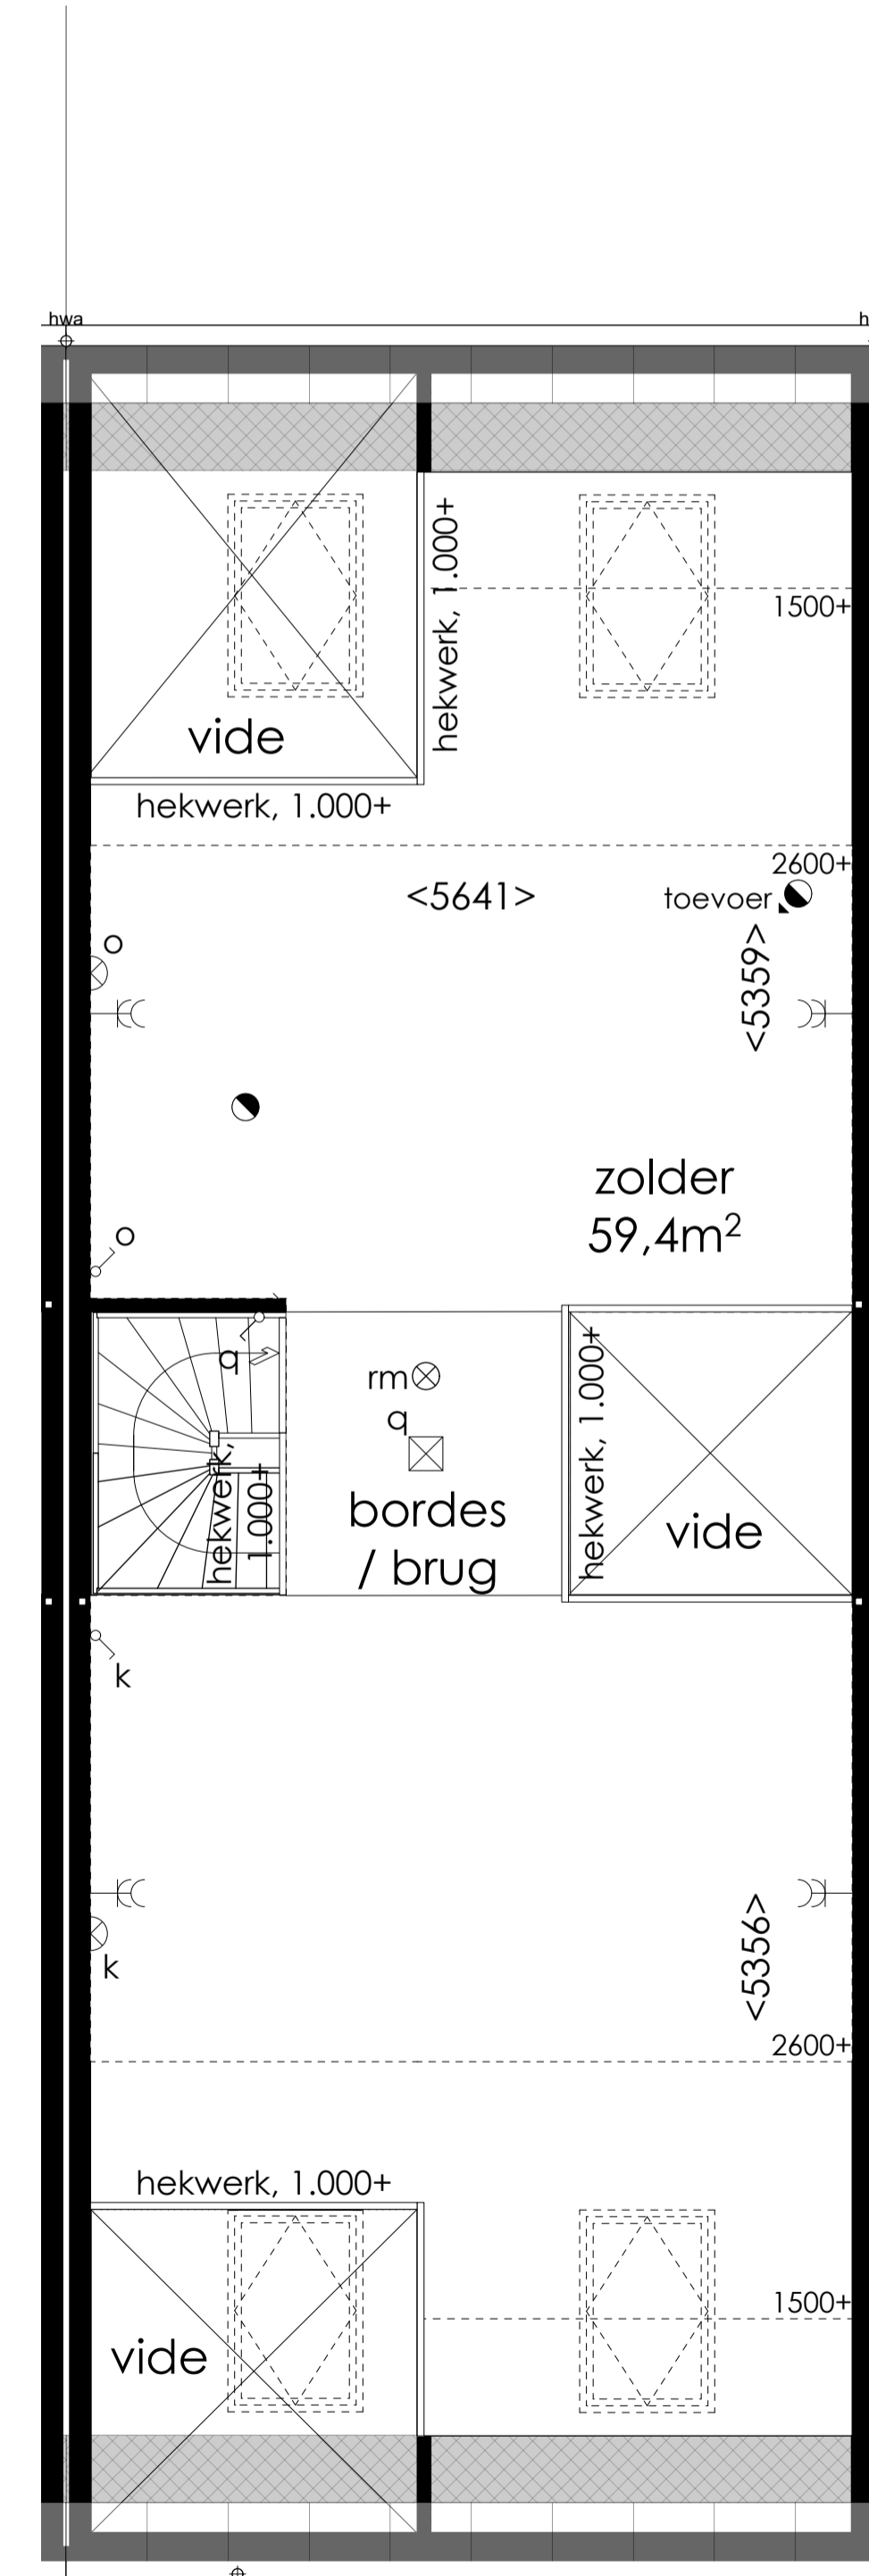 hwa
h
hekwerk, 1.000+
1500+
vide
hekwerk, 1.000+
2600+
<5641>
toevoer
<5359>
o
o
zolder
59,4m²
q
hekwerk,
1.000+
rm
q
bordes
/ brug
hekwerk, 1.000+
vide
k
k
<5356>
2600+
hekwerk, 1.000+
1500+
vide